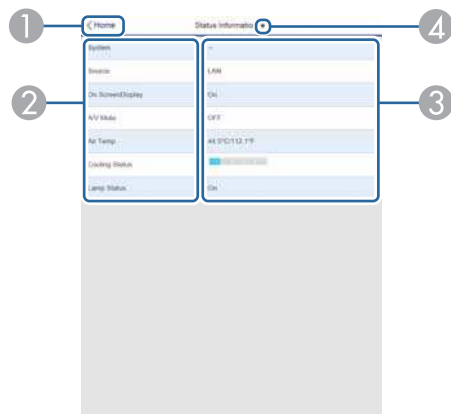 1
< Home
Status Informatio
4
2
3
System
--
Source
LAN
On ScreenDisplay
On
A/V Mute
OFF
Air Temp.
44.5°C/112.1°F
Cooling Status
Lamp Status
On